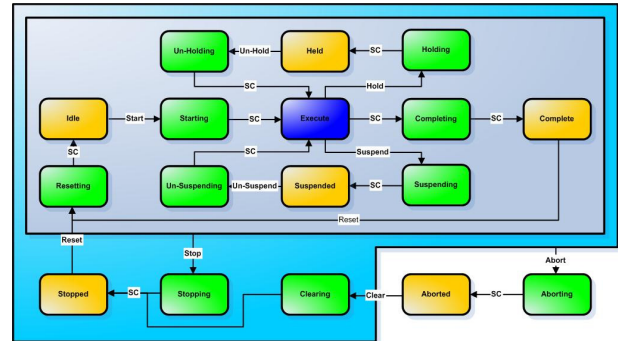 Un-Holding
Un-Hold
Held
SC
Holding
SC
Hold
Idle
Start
Starting
SC
Execute
SC
Completing
SC
Complete
SC
SC
Suspend
Resetting
Un-Suspending
Un-Suspend
Suspended
SC
Suspending
Reset
Reset
Stop
Abort
Stopped
SC
Stopping
Clearing
Clear
Aborted
SC
Aborting